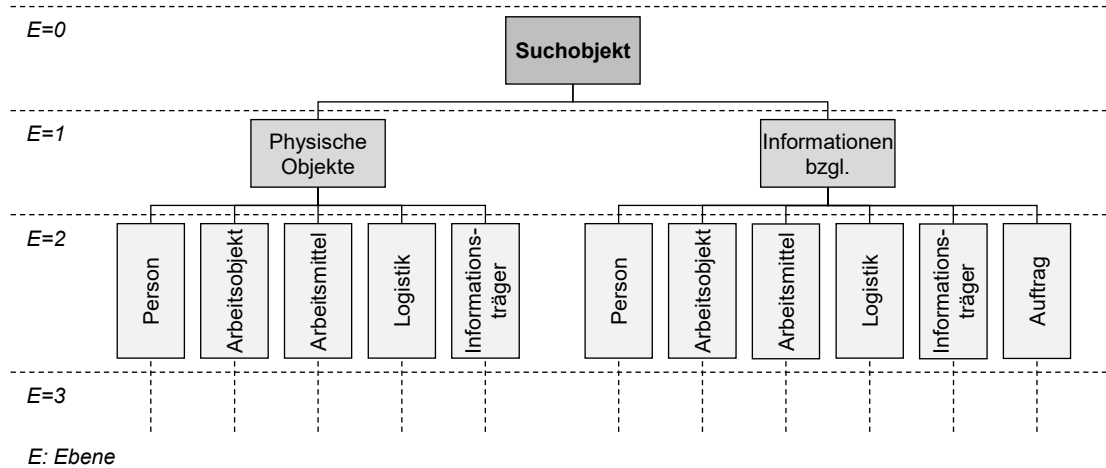 E=0
Suchobjekt
E=1
Physische
Objekte
Informationen
bzgl.
E=2
Person
Arbeitsobjekt
Arbeitsmittel
Logistik
Informations-
träger
Person
Arbeitsobjekt
Arbeitsmittel
Logistik
Informations-
träger
Auftrag
E=3
E: Ebene